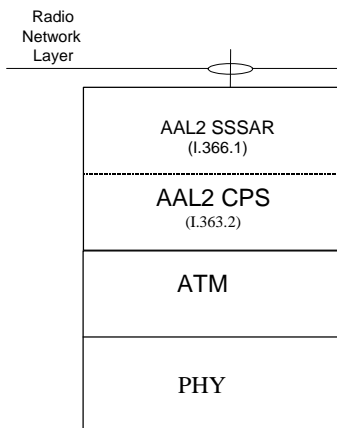 Radio
Network
Layer
AAL2 SSSAR
(I.366.1)
AAL2 CPS
(I.363.2)
ATM
PHY